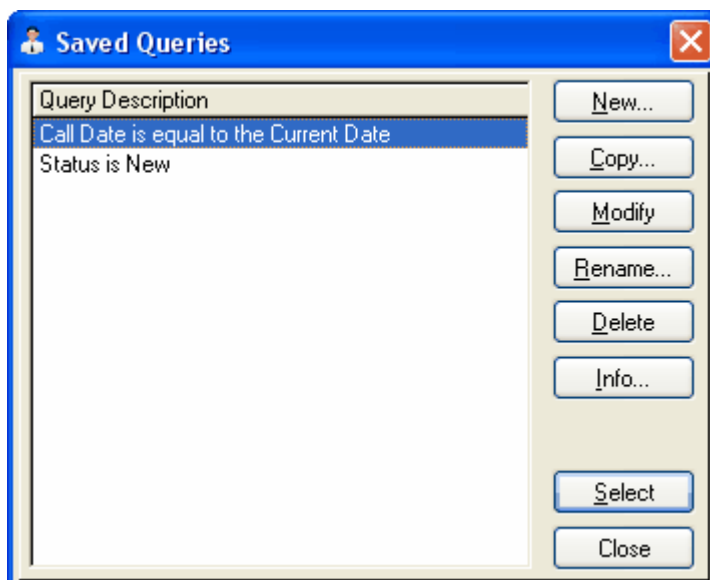 Saved Queries
Query Description
Call Date is equal to the Current Date
Status is New
New...
Copy...
Modify
Rename...
Delete
Info...
Select
Close